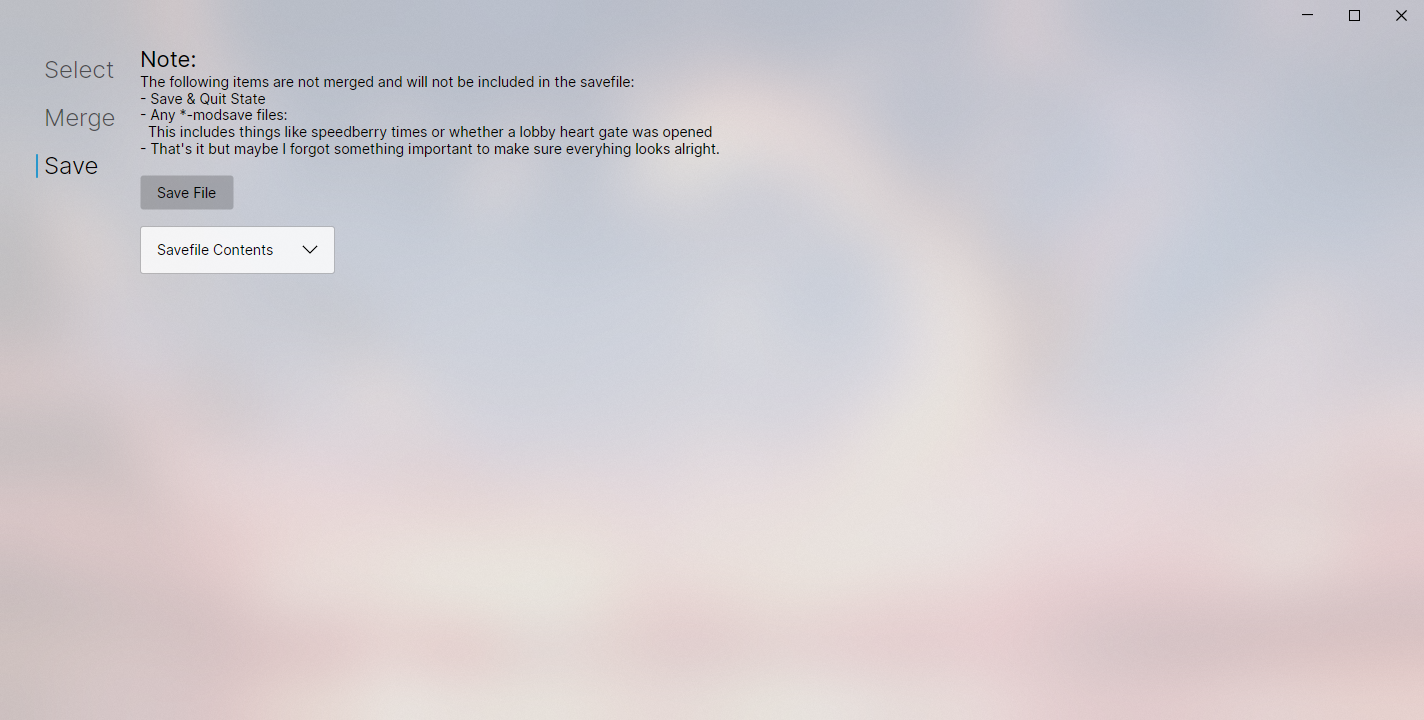 Select
Merge
Save
Note:
The following items are not merged and will not be included in the savefile:
- Save & Quit State
- Any *-modsave files:
This includes things like speedberry times or whether a lobby heart gate was opened
- That's it but maybe I forgot something important to make sure everyhing looks alright.
Save File
Savefile Contents